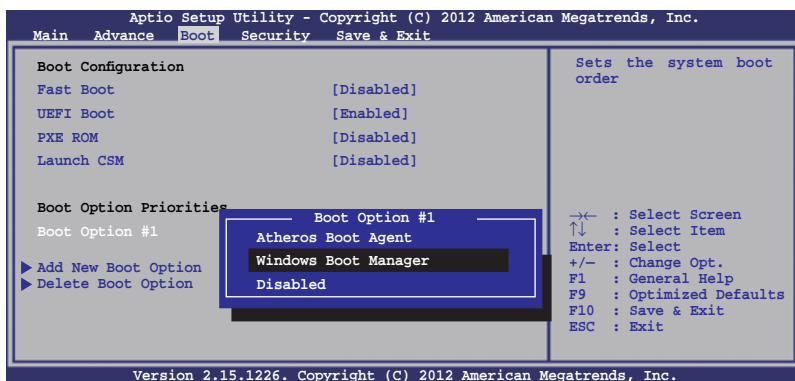 Aptio Setup Utility - Copyright (C) 2012 American Megatrends, Inc.
Main Advance Boot Security Save & Exit
Boot Configuration
Fast Boot [Disabled]
UEFI Boot [Enabled]
PXE ROM [Disabled]
Launch CSM [Disabled]
Boot Option Priorities
Boot Option #1
Add New Boot Option
Delete Boot Option
Boot Option #1
Atheros Boot Agent
Windows Boot Manager
Disabled
Sets the system boot
order
→← : Select Screen
↑↓ : Select Item
Enter: Select
+/— : Change Opt.
F1 : General Help
F9 : Optimized Defaults
F10 : Save & Exit
ESC : Exit
Version 2.15.1226. Copyright (C) 2012 American Megatrends, Inc.